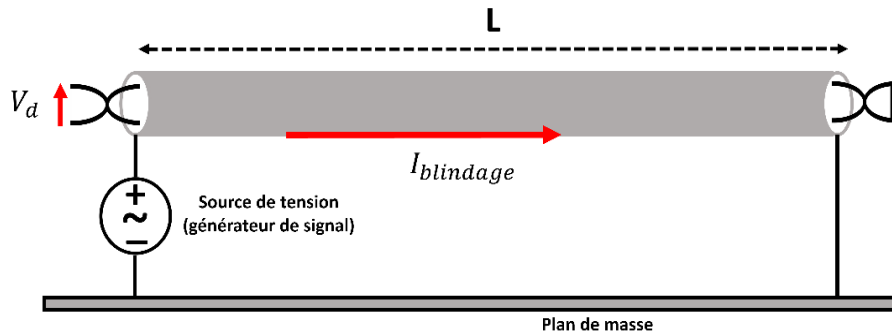 L
V_d
I_blindage
+
~
−
Source de tension
(générateur de signal)
Plan de masse